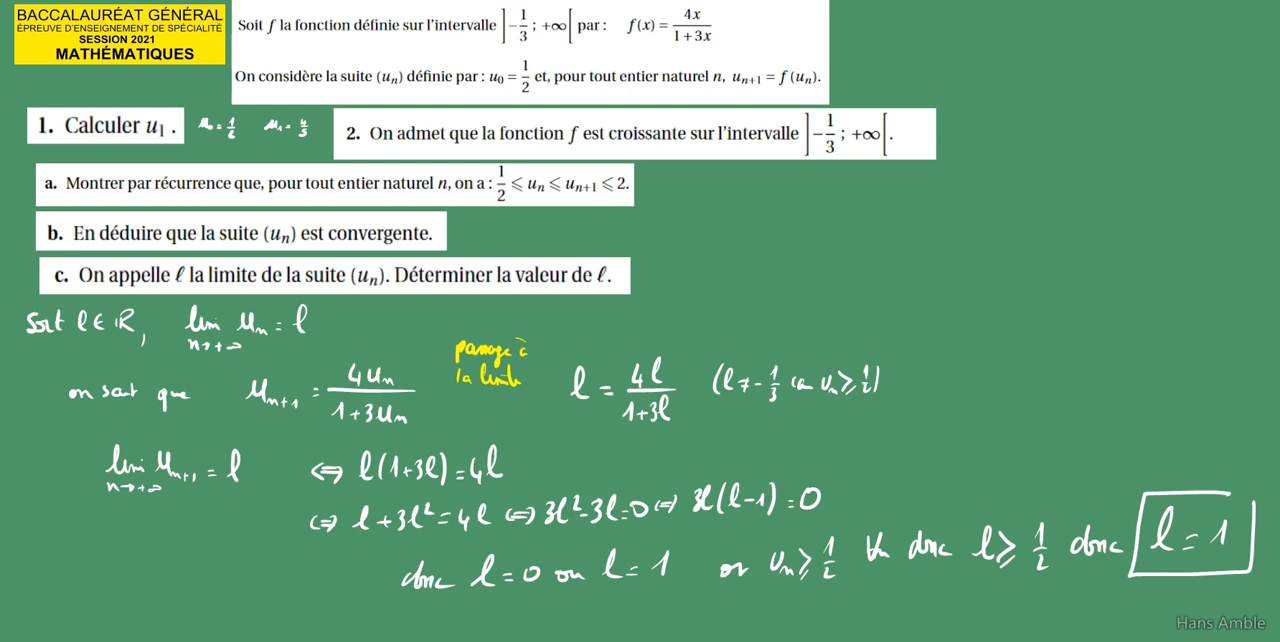 BACCALAURÉAT GÉNÉRAL
ÉPREUVE D'ENSEIGNEMENT DE SPÉCIALITÉ
SESSION 2021
MATHÉMATIQUES
Soit f la fonction définie sur l'intervalle ]-1/3 ; +∞[ par : f(x) = 4x/(1+3x)
On considère la suite (uₙ) définie par : u₀ = 1/2 et, pour tout entier naturel n, uₙ₊₁ = f(uₙ).
1. Calculer u₁ . u₀ = 1/2 u₁ = 4/5
2. On admet que la fonction f est croissante sur l'intervalle ]-1/3 ; +∞[.
a. Montrer par récurrence que, pour tout entier naturel n, on a : 1/2 ⩽ uₙ ⩽ uₙ₊₁ ⩽ 2.
b. En déduire que la suite (uₙ) est convergente.
c. On appelle ℓ la limite de la suite (uₙ). Déterminer la valeur de ℓ.
Soit ℓ ∈ ℝ, lim uₙ = ℓ
n→+∞
passage à
la limite
on sait que uₙ₊₁ = 4uₙ/(1+3uₙ) ℓ = 4ℓ/(1+3ℓ) (ℓ ≠ -1/3 car uₙ ⩾ 1/2)
lim uₙ₊₁ = ℓ ⇔ ℓ(1+3ℓ) = 4ℓ
n→+∞
⇔ ℓ + 3ℓ² = 4ℓ ⇔ 3ℓ² - 3ℓ = 0 ⇔ 3ℓ(ℓ-1) = 0
donc ℓ = 0 ou ℓ = 1 or uₙ ⩾ 1/2 ∀n donc ℓ ⩾ 1/2 donc ℓ = 1
Hans Amble